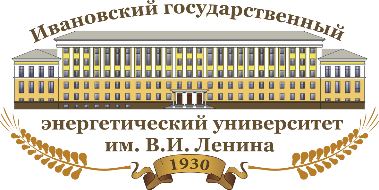 Ивановский государственный
энергетический университет
им. В.И. Ленина
1930